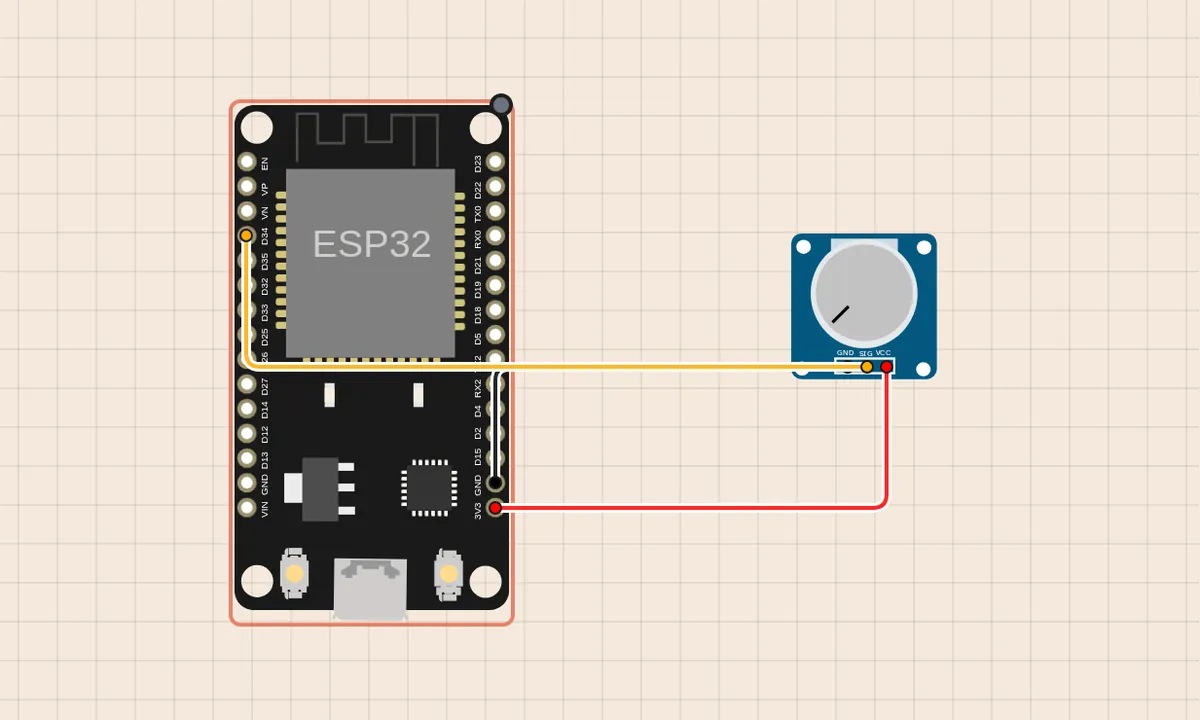 EN
VP
VN
D34
D35
D32
D33
D25
26
D27
D14
D12
D13
GND
VIN
ESP32
D23
D22
TX0
RX0
D21
D19
D18
D5
RX2
D4
D2
D15
GND
3V3
GND SIG VCC